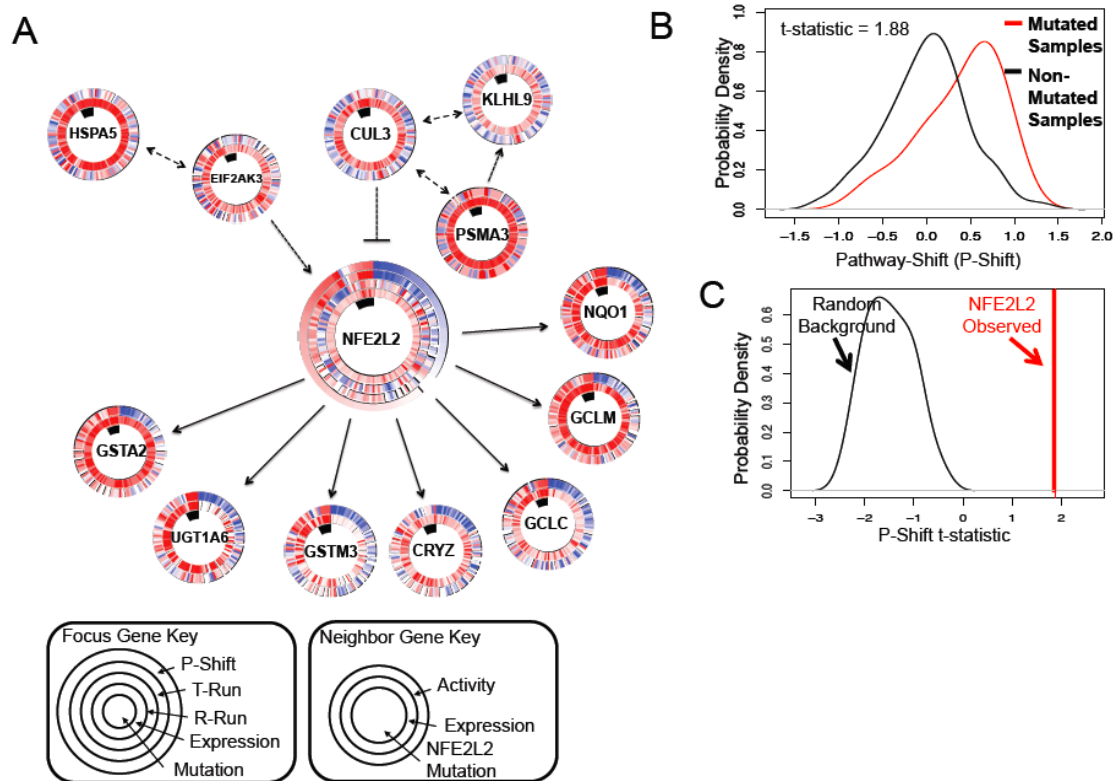 A
HSPA5
EIF2AK3
CUL3
KLHL9
PSMA3
NFE2L2
NQO1
GCLM
GCLC
CRYZ
GSTM3
UGT1A6
GSTA2
Focus Gene Key
P-Shift
T-Run
R-Run
Expression
Mutation
Neighbor Gene Key
Activity
Expression
NFE2L2
Mutation
B
t-statistic = 1.88
Mutated
Samples
Non-
Mutated
Samples
Probability Density
0.0 0.2 0.4 0.6 0.8 1.0
−1.5 −1.0 −0.5 0.0 0.5 1.0 1.5 2.0
Pathway-Shift (P-Shift)
C
Random
Background
NFE2L2
Observed
Probability Density
0.0 0.1 0.2 0.3 0.4 0.5 0.6
−3 −2 −1 0 1 2
P-Shift t-statistic